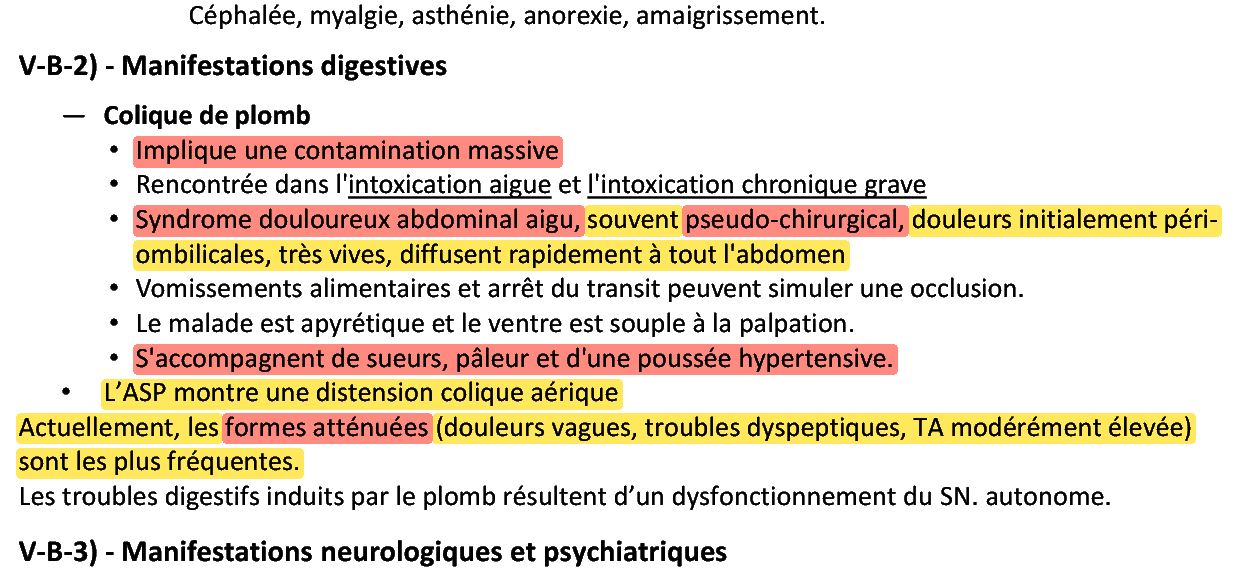 Céphalée, myalgie, asthénie, anorexie, amaigrissement.
V-B-2) - Manifestations digestives
— Colique de plomb
• Implique une contamination massive
• Rencontrée dans l'intoxication aigue et l'intoxication chronique grave
• Syndrome douloureux abdominal aigu, souvent pseudo-chirurgical, douleurs initialement péri-
ombilicales, très vives, diffusent rapidement à tout l'abdomen
• Vomissements alimentaires et arrêt du transit peuvent simuler une occlusion.
• Le malade est apyrétique et le ventre est souple à la palpation.
• S'accompagnent de sueurs, pâleur et d'une poussée hypertensive.
• L’ASP montre une distension colique aérique
Actuellement, les formes atténuées (douleurs vagues, troubles dyspeptiques, TA modérément élevée)
sont les plus fréquentes.
Les troubles digestifs induits par le plomb résultent d’un dysfonctionnement du SN. autonome.
V-B-3) - Manifestations neurologiques et psychiatriques